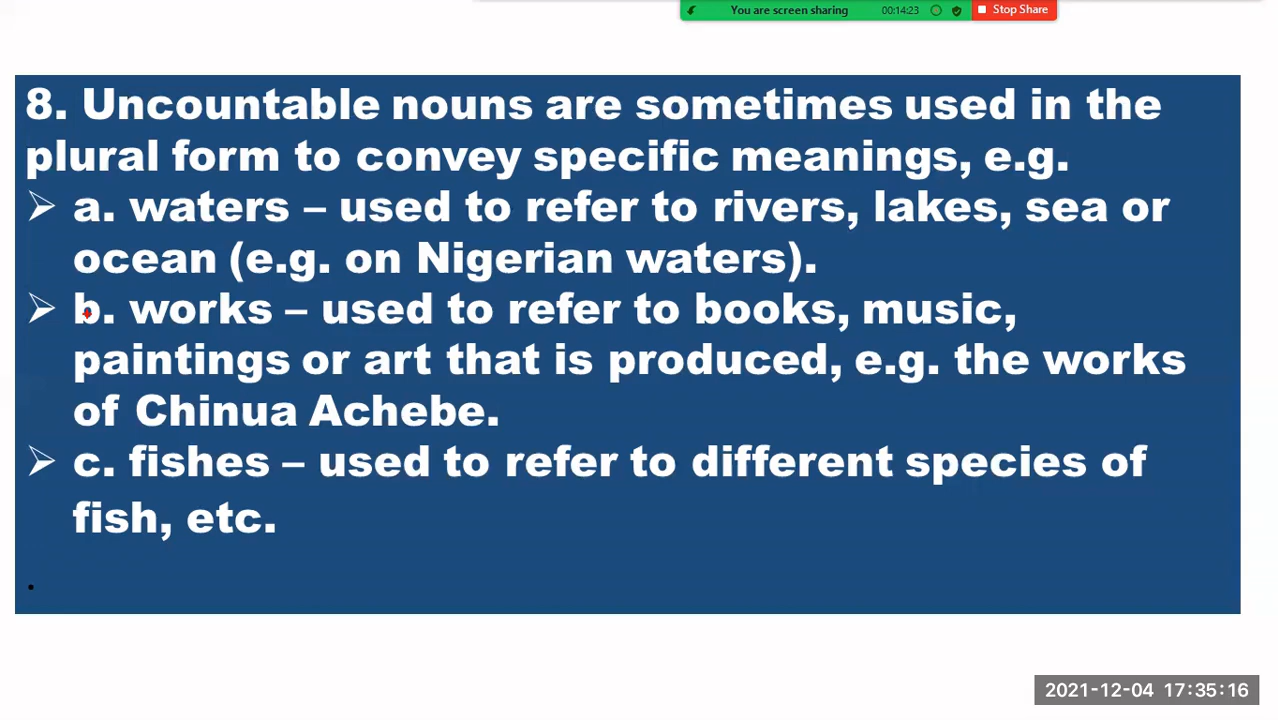 You are screen sharing 00:14:23 Stop Share
8. Uncountable nouns are sometimes used in the
plural form to convey specific meanings, e.g.
➢ a. waters – used to refer to rivers, lakes, sea or
ocean (e.g. on Nigerian waters).
➢ b. works – used to refer to books, music,
paintings or art that is produced, e.g. the works
of Chinua Achebe.
➢ c. fishes – used to refer to different species of
fish, etc.
•
2021-12-04 17:35:16